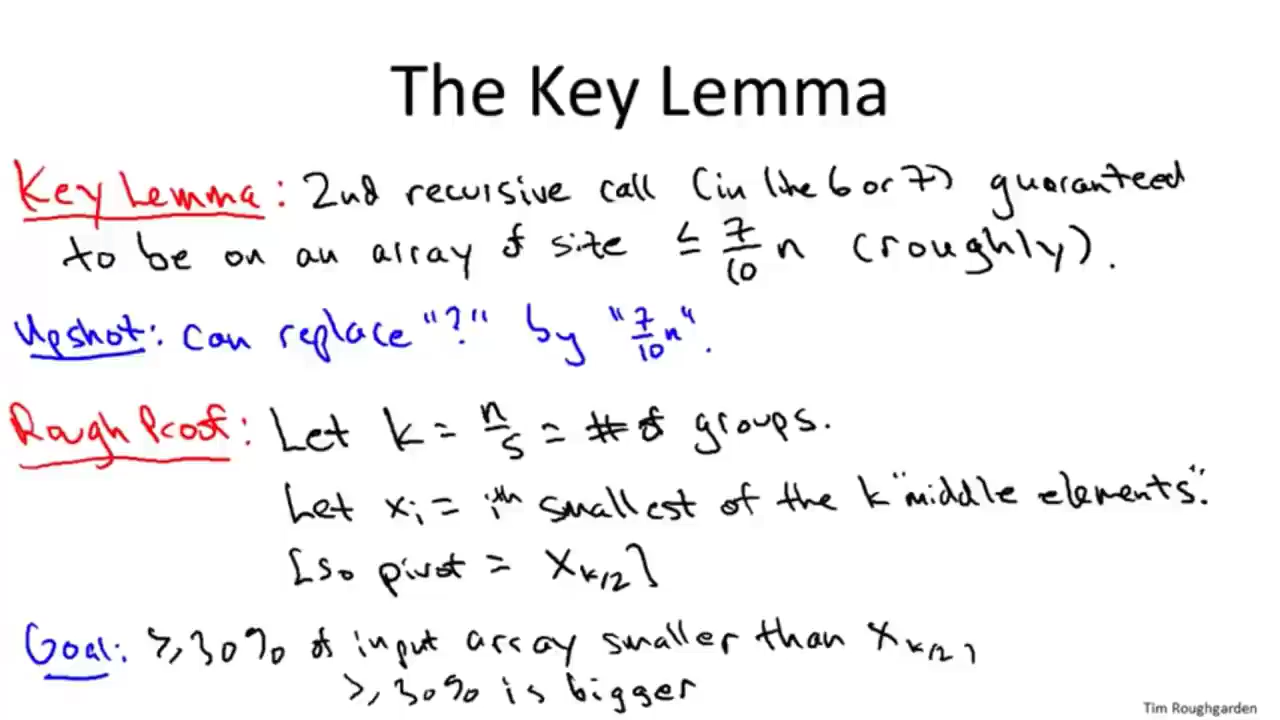 The Key Lemma
Key Lemma: 2nd recursive call (in line 6 or 7) guaranteed
to be on an array of size ≤ 7/10 n (roughly).
Upshot: can replace "?" by "7/10 n".
Rough Proof: Let k = n/5 = # of groups.
Let xᵢ = iᵗʰ smallest of the k "middle elements".
[So pivot = x_{k/2}]
Goal: ≥ 30% of input array smaller than x_{k/2},
≥ 30% is bigger
Tim Roughgarden